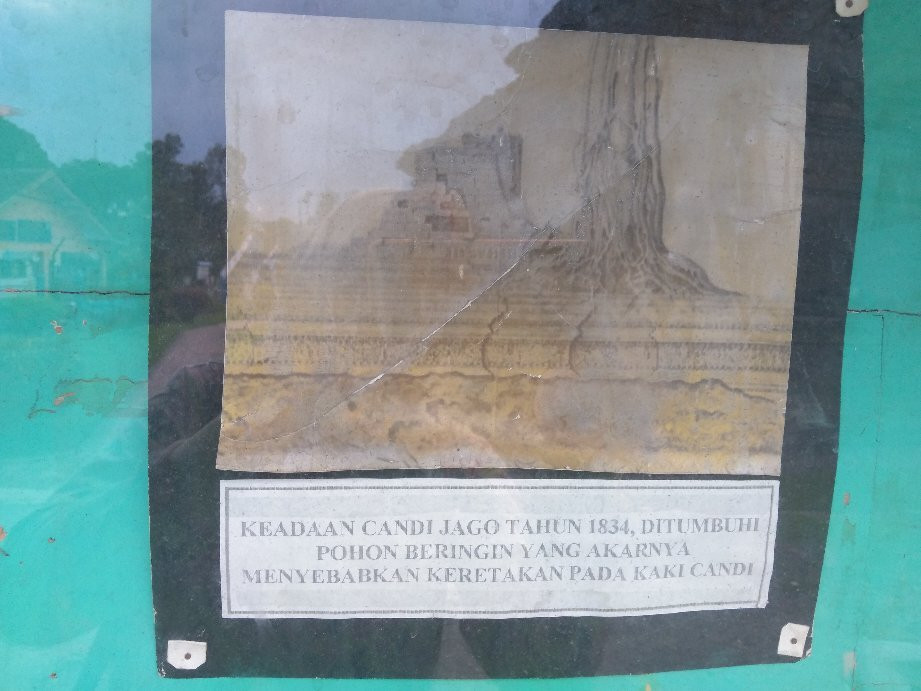 KEADAAN CANDI JAGO TAHUN 1834, DITUMBUHI
POHON BERINGIN YANG AKARNYA
MENYEBABKAN KERETAKAN PADA KAKI CANDI